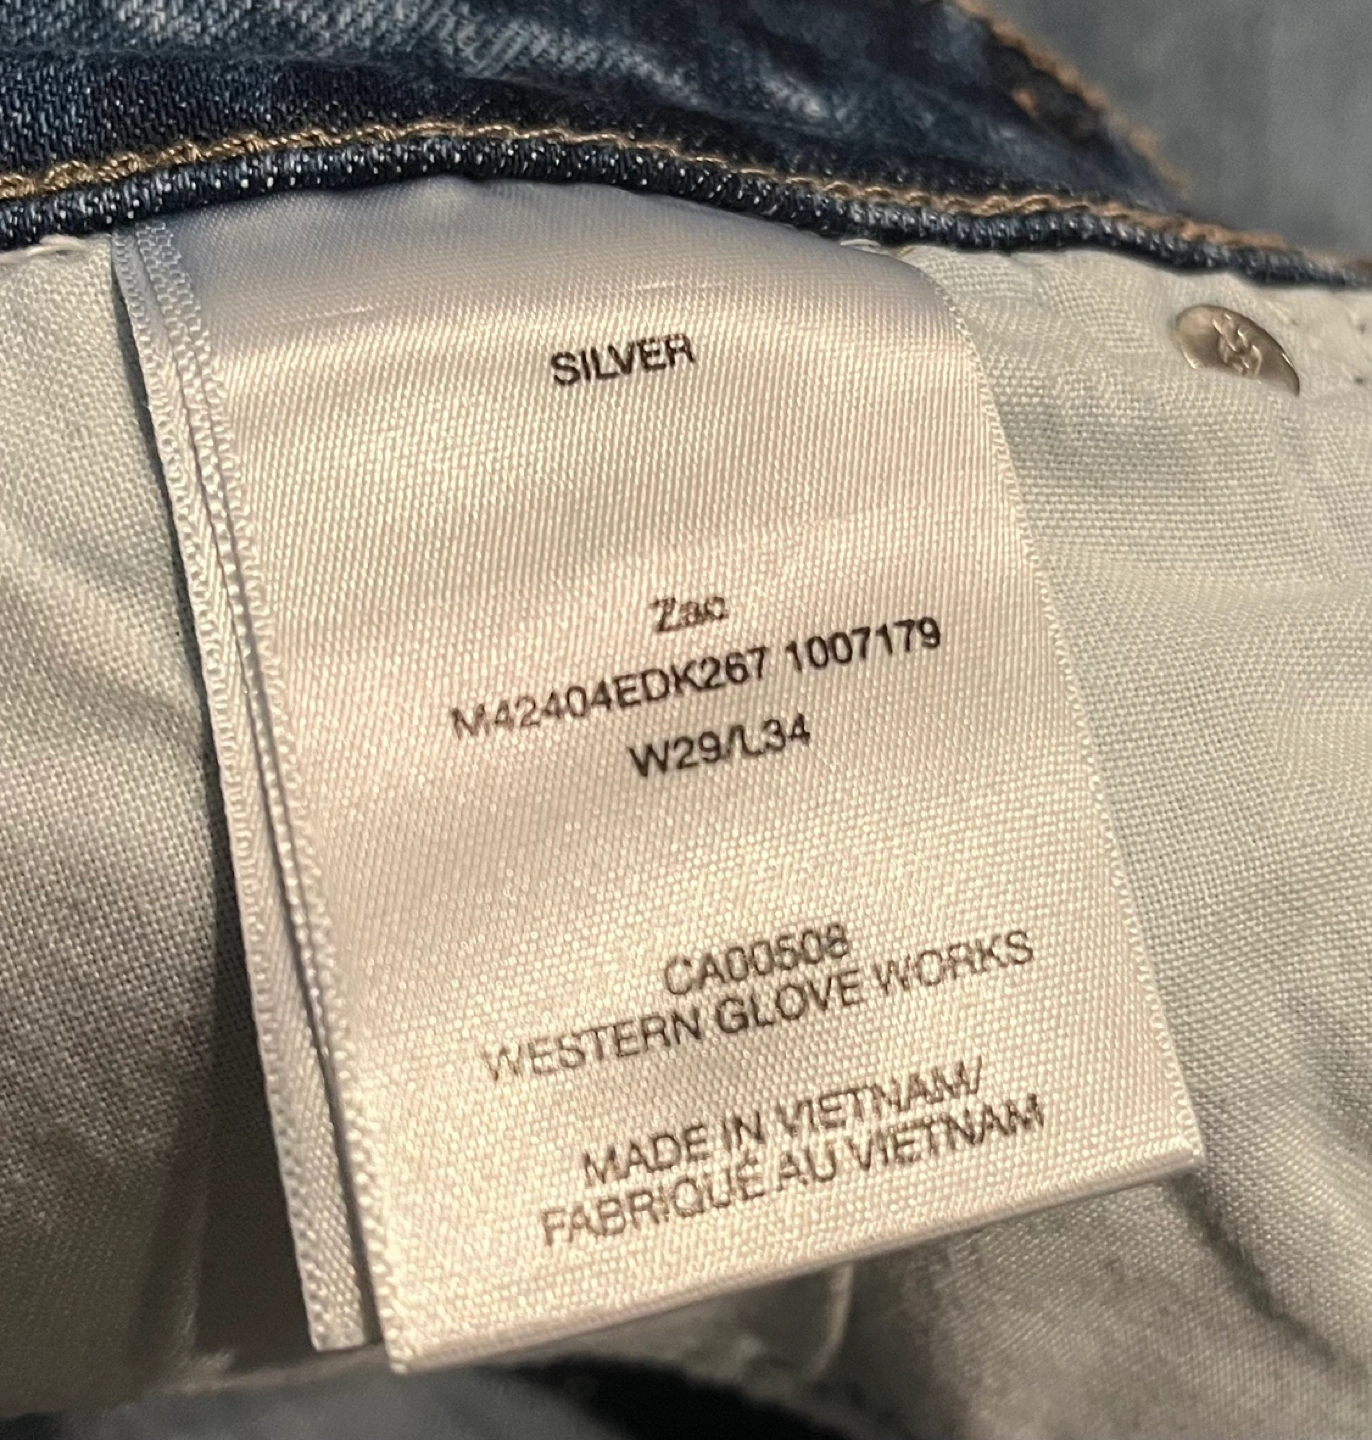 SILVER
Zac
M42404EDK267 1007179
W29/L34
CA00508
WESTERN GLOVE WORKS
MADE IN VIETNAM/
FABRIQUÉ AU VIETNAM